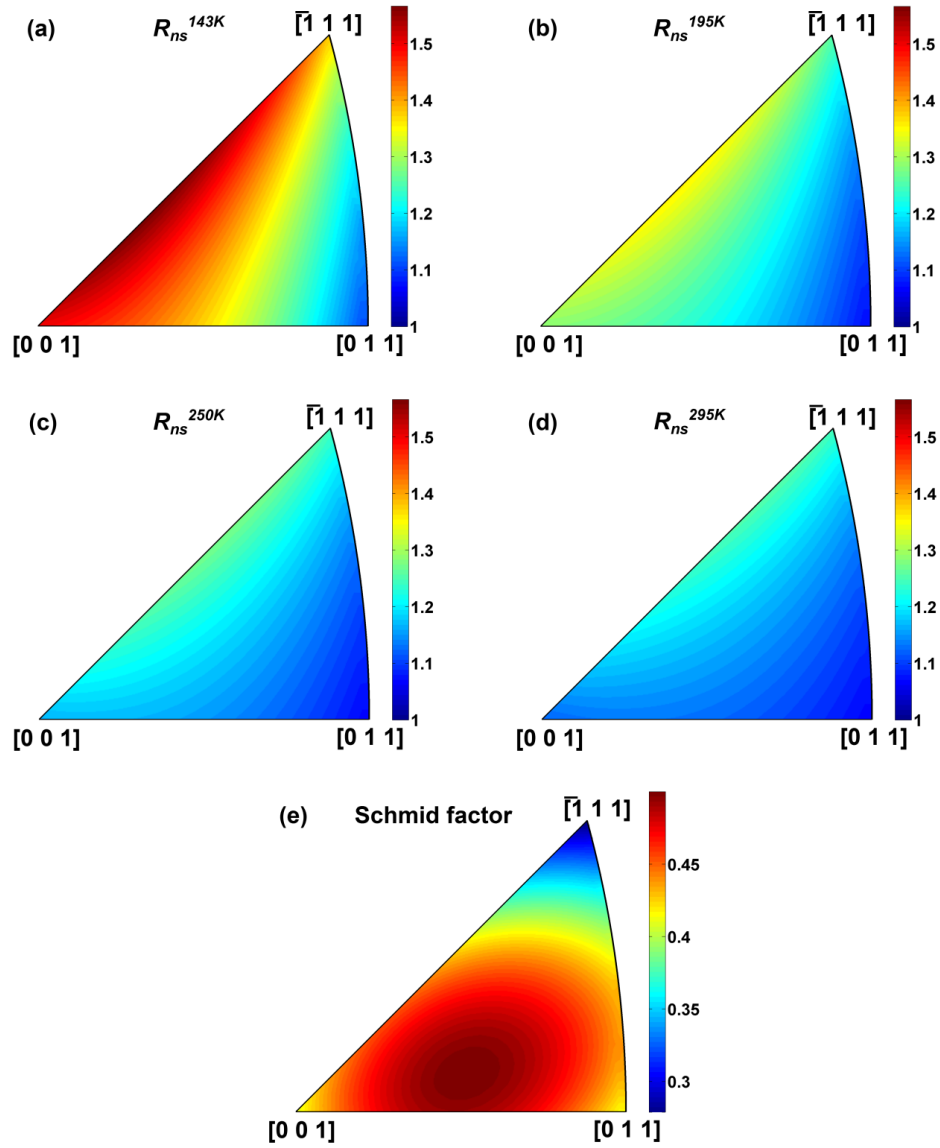 (a) R_ns^143K [1̅ 1 1]
1.5
1.4
1.3
1.2
1.1
1
[0 0 1] [0 1 1]
(b) R_ns^195K [1̅ 1 1]
1.5
1.4
1.3
1.2
1.1
1
[0 0 1] [0 1 1]
(c) R_ns^250K [1̅ 1 1]
1.5
1.4
1.3
1.2
1.1
1
[0 0 1] [0 1 1]
(d) R_ns^295K [1̅ 1 1]
1.5
1.4
1.3
1.2
1.1
1
[0 0 1] [0 1 1]
(e) Schmid factor [1̅ 1 1]
0.45
0.4
0.35
0.3
[0 0 1] [0 1 1]